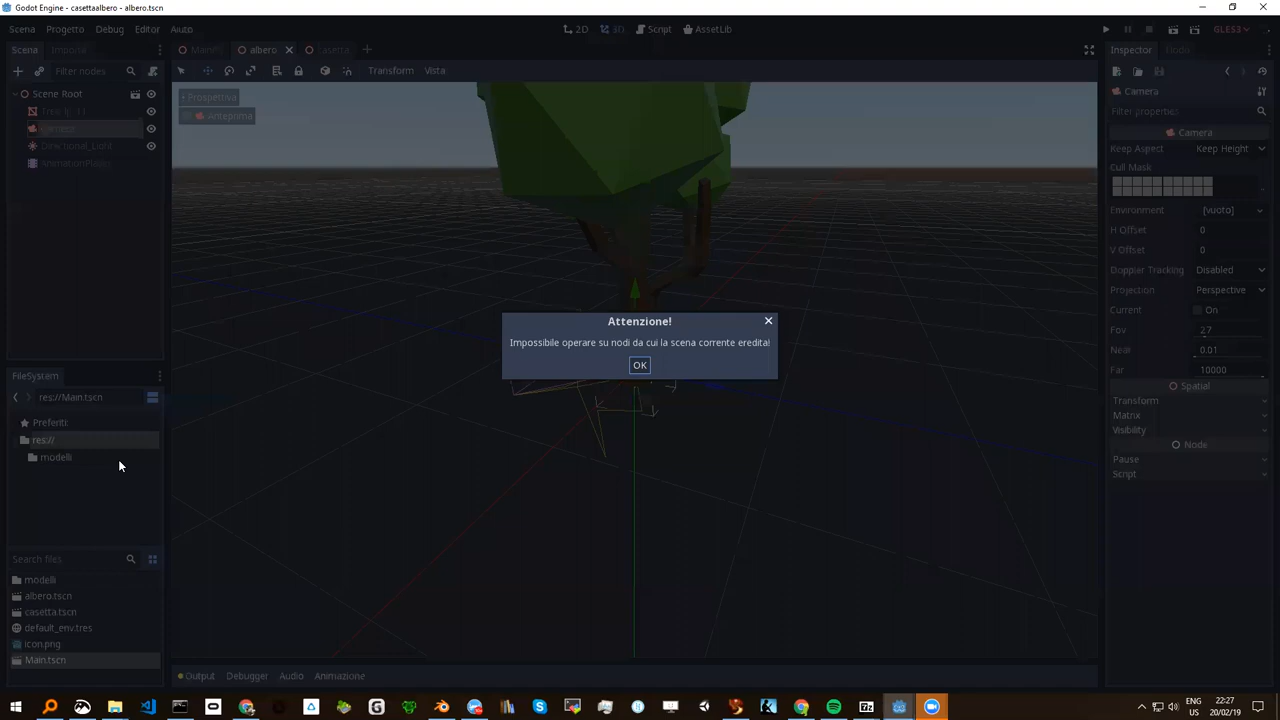 Godot Engine - casettaalbero - albero.tscn
Scena Progetto Debug Editor Aiuto
2D 3D Script AssetLib
GLES3
Scena Importa
albero casetta
Inspector Nodo
Filter nodes
Transform Vista
Scene Root
Prospettiva
Anteprima
Camera
Directional_Light
AnimationPlayer
Camera
Filter properties
Camera
Keep Aspect Keep Height
Cull Mask
Environment [vuoto]
H Offset 0
V Offset 0
Doppler Tracking Disabled
Projection Perspective
Current On
Fov 27
Near 0.01
Far 10000
Spatial
Transform
Matrix
Visibility
Node
Pause
Script
Attenzione!
Impossibile operare su nodi da cui la scena corrente eredita!
OK
FileSystem
res://Main.tscn
Preferiti:
res://
modelli
Search files
modelli
albero.tscn
casetta.tscn
default_env.tres
icon.png
Main.tscn
Output Debugger Audio Animazione
ENG
US
22:27
20/02/19